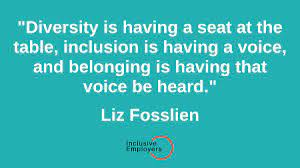 "Diversity is having a seat at the
table, inclusion is having a voice,
and belonging is having that
voice be heard."
Liz Fosslien
Inclusive
Employers